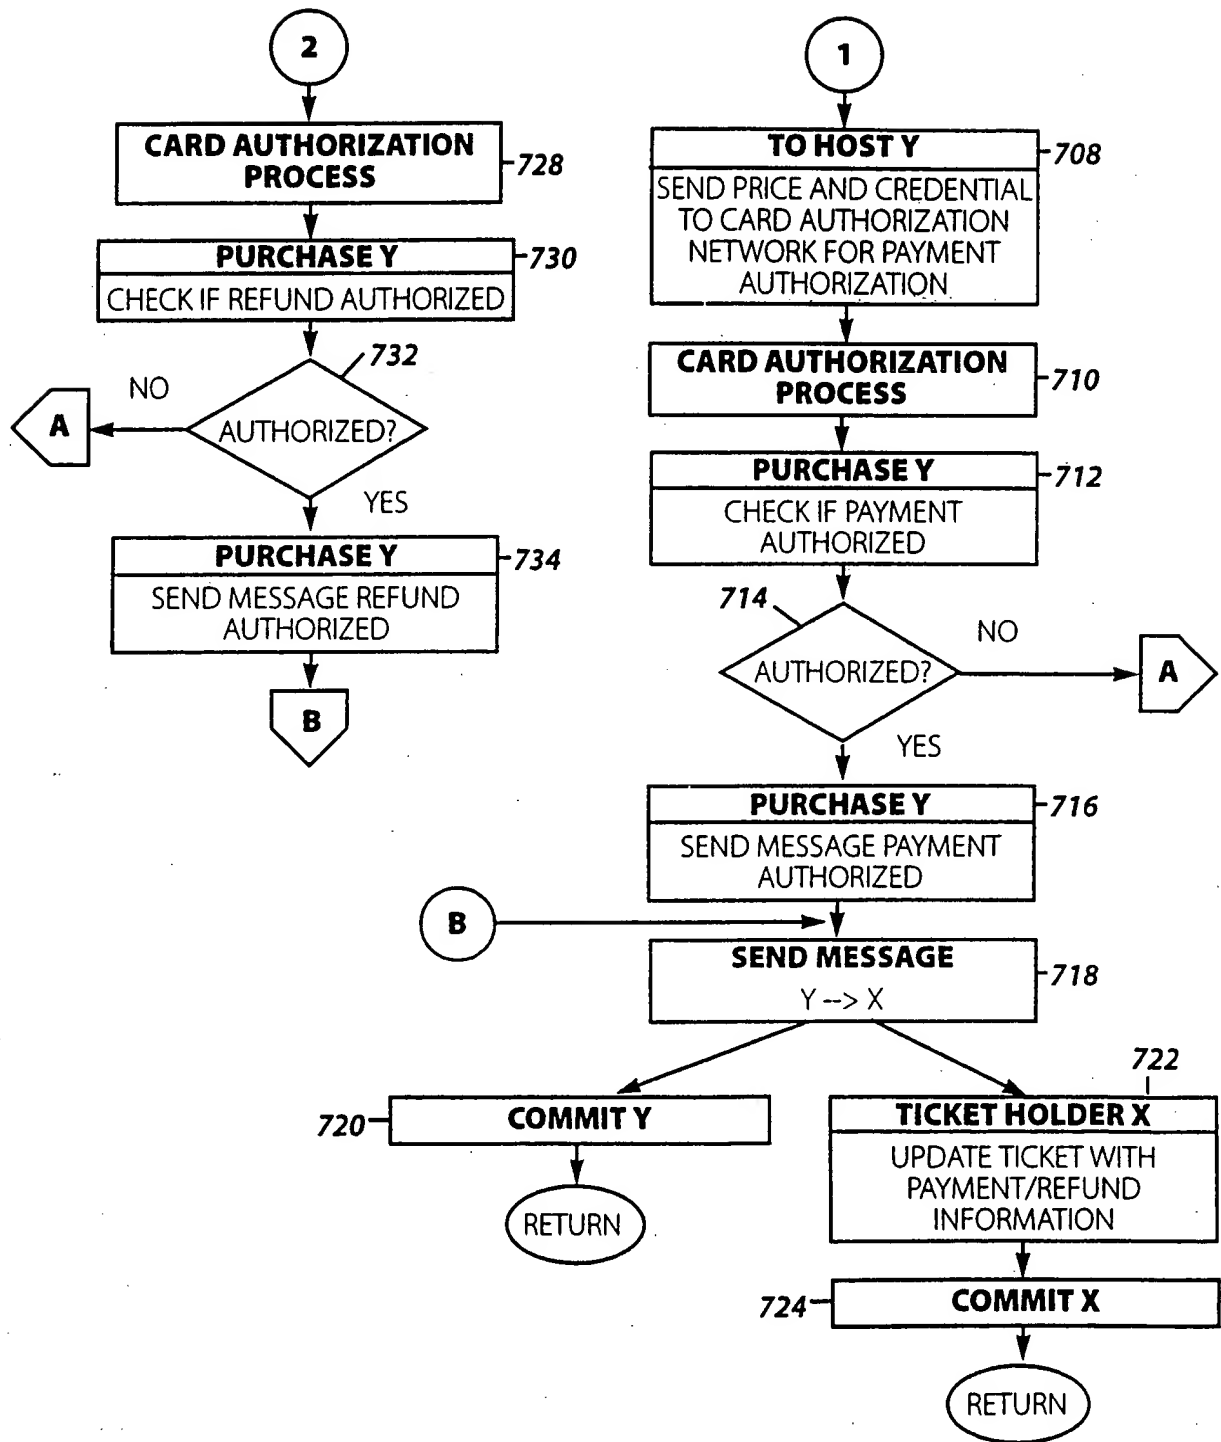 2
CARD AUTHORIZATION
PROCESS
728
PURCHASE Y
730
CHECK IF REFUND AUTHORIZED
732
NO
A
AUTHORIZED?
YES
PURCHASE Y
734
SEND MESSAGE REFUND
AUTHORIZED
B
1
TO HOST Y
708
SEND PRICE AND CREDENTIAL
TO CARD AUTHORIZATION
NETWORK FOR PAYMENT
AUTHORIZATION
CARD AUTHORIZATION
PROCESS
710
PURCHASE Y
712
CHECK IF PAYMENT
AUTHORIZED
714
NO
AUTHORIZED?
A
YES
PURCHASE Y
716
SEND MESSAGE PAYMENT
AUTHORIZED
B
SEND MESSAGE
718
Y --> X
720
COMMIT Y
RETURN
722
TICKET HOLDER X
UPDATE TICKET WITH
PAYMENT/REFUND
INFORMATION
724
COMMIT X
RETURN